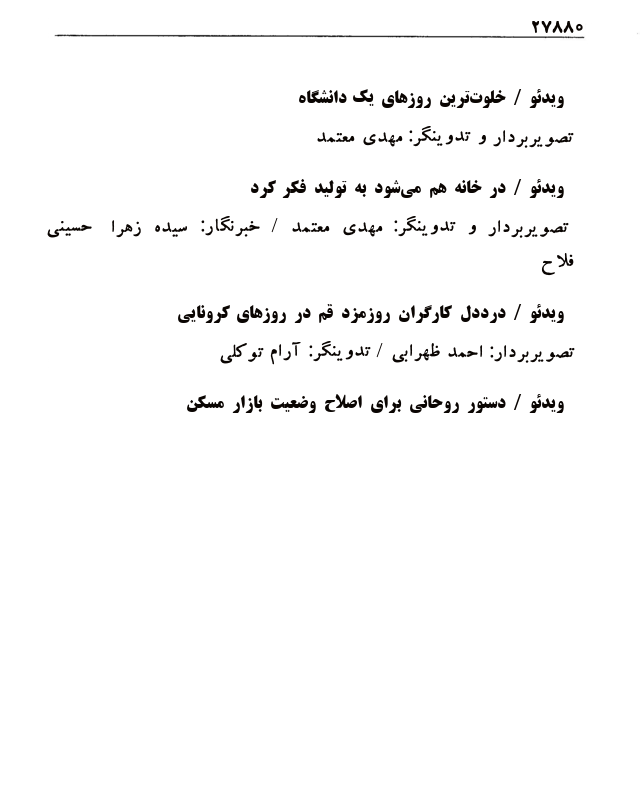 ۲۷۸۸۰
ویدئو / خلوت‌ترین روزهای یک دانشگاه
تصویربردار و تدوینگر: مهدی معتمد
ویدئو / در خانه هم می‌شود به تولید فکر کرد
تصویربردار و تدوینگر: مهدی معتمد / خبرنگار: سیده زهرا حسینی
فلاح
ویدئو / درددل کارگران روزمزد قم در روزهای کرونایی
تصویربردار: احمد ظهرابی / تدوینگر: آرام توکلی
ویدئو / دستور روحانی برای اصلاح وضعیت بازار مسکن